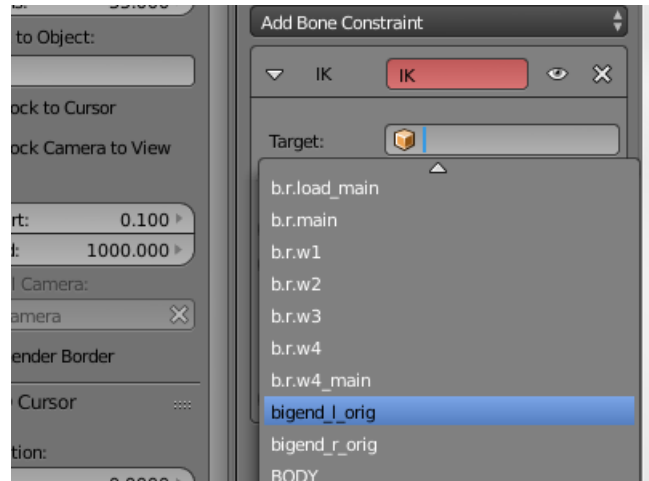 to Object:
ock to Cursor
ock Camera to View
rt: 0.100
d: 1000.000
l Camera:
amera
ender Border
Cursor
tion:
Add Bone Constraint
IK IK
Target:
b.r.load_main
b.r.main
b.r.w1
b.r.w2
b.r.w3
b.r.w4
b.r.w4_main
bigend_l_orig
bigend_r_orig
BODY